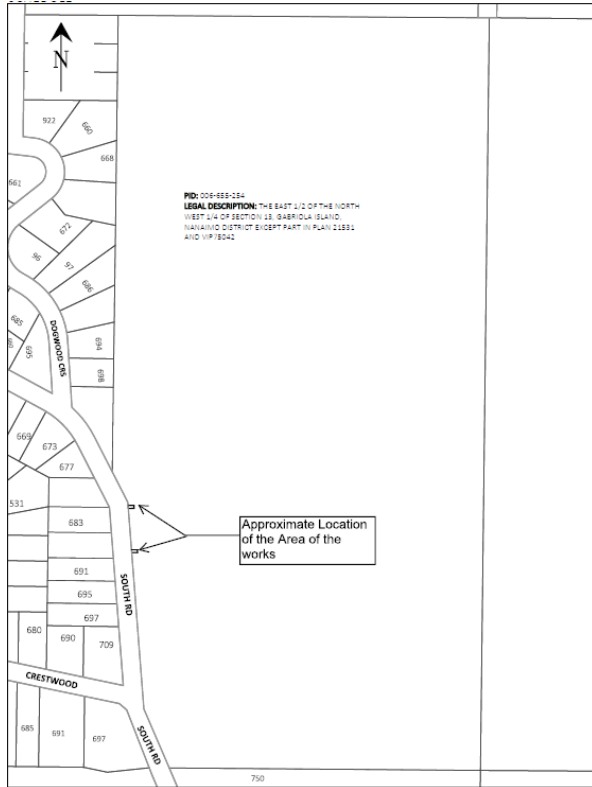 N
922
660
668
661
672
96
97
686
685
695
694
698
DOGWOOD CRS
PID: 006-655-254
LEGAL DESCRIPTION: THE EAST 1/2 OF THE NORTH
WEST 1/4 OF SECTION 13, GABRIOLA ISLAND,
NANAIMO DISTRICT EXCEPT PART IN PLAN 21531
AND VIP75042
669
673
677
531
683
Approximate Location
of the Area of the
works
691
695
697
SOUTH RD
680
690
709
CRESTWOOD
685
691
697
SOUTH RD
750